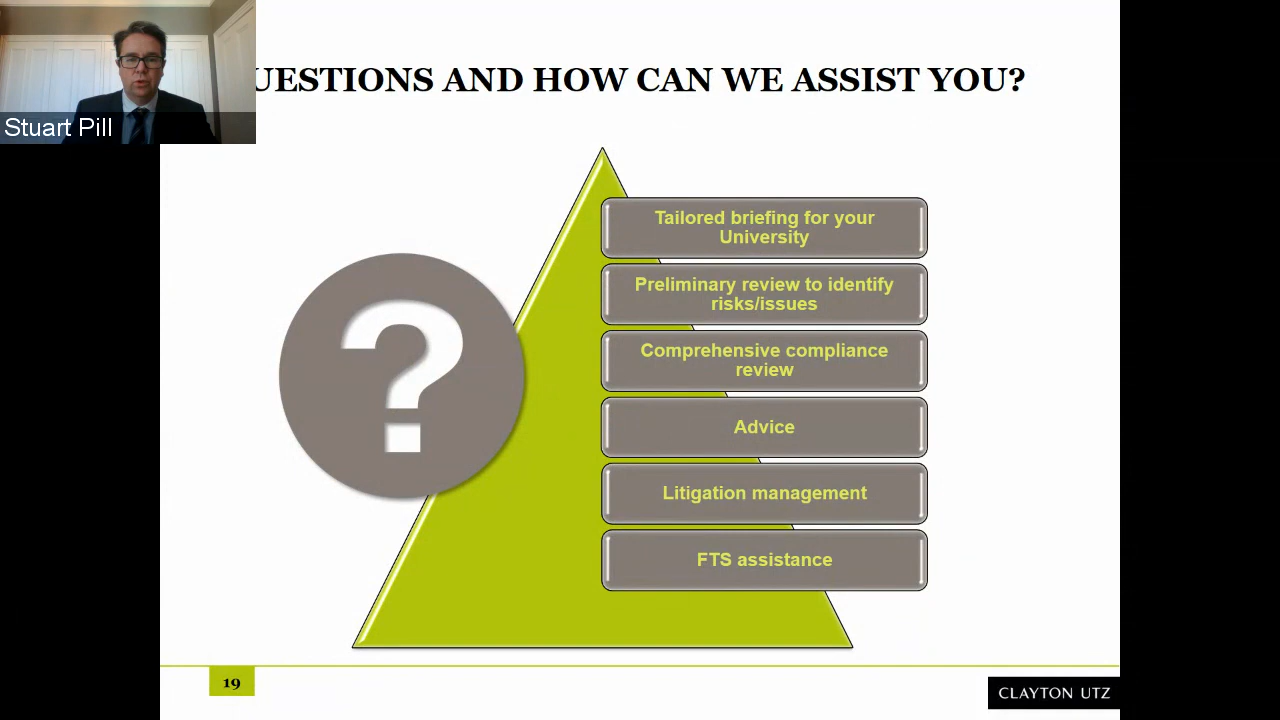 Stuart Pill
UESTIONS AND HOW CAN WE ASSIST YOU?
Tailored briefing for your
University
Preliminary review to identify
risks/issues
Comprehensive compliance
review
Advice
Litigation management
FTS assistance
?
19
CLAYTON UTZ